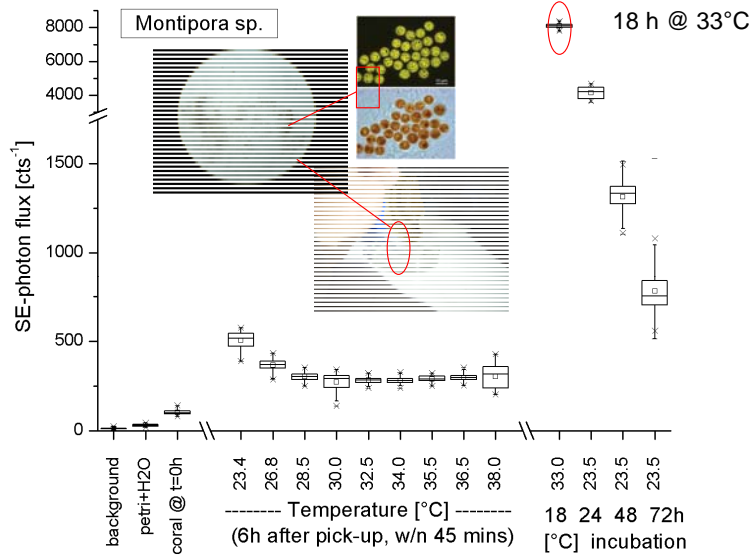 Montipora sp.
18 h @ 33°C
SE-photon flux [cts-1]
8000
6000
4000
1500
1000
500
0
background
petri+H2O
coral @ t=0h
23.4
26.8
28.5
30.0
32.5
34.0
35.5
36.5
38.0
33.0
23.5
23.5
23.5
-------- Temperature [°C] --------
(6h after pick-up, w/n 45 mins)
18 24 48 72h
[°C] incubation